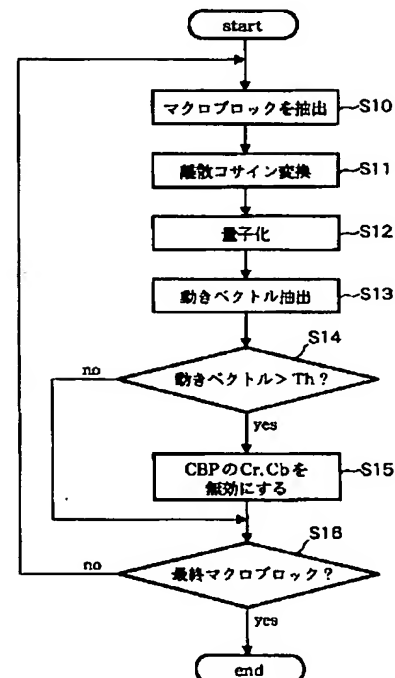 start
マクロブロックを抽出
S10
離散コサイン変換
S11
量子化
S12
動きベクトル抽出
S13
S14
動きベクトル> Th ?
no
yes
CBPのCr.Cbを
無効にする
S15
S16
最終マクロブロック?
no
yes
end